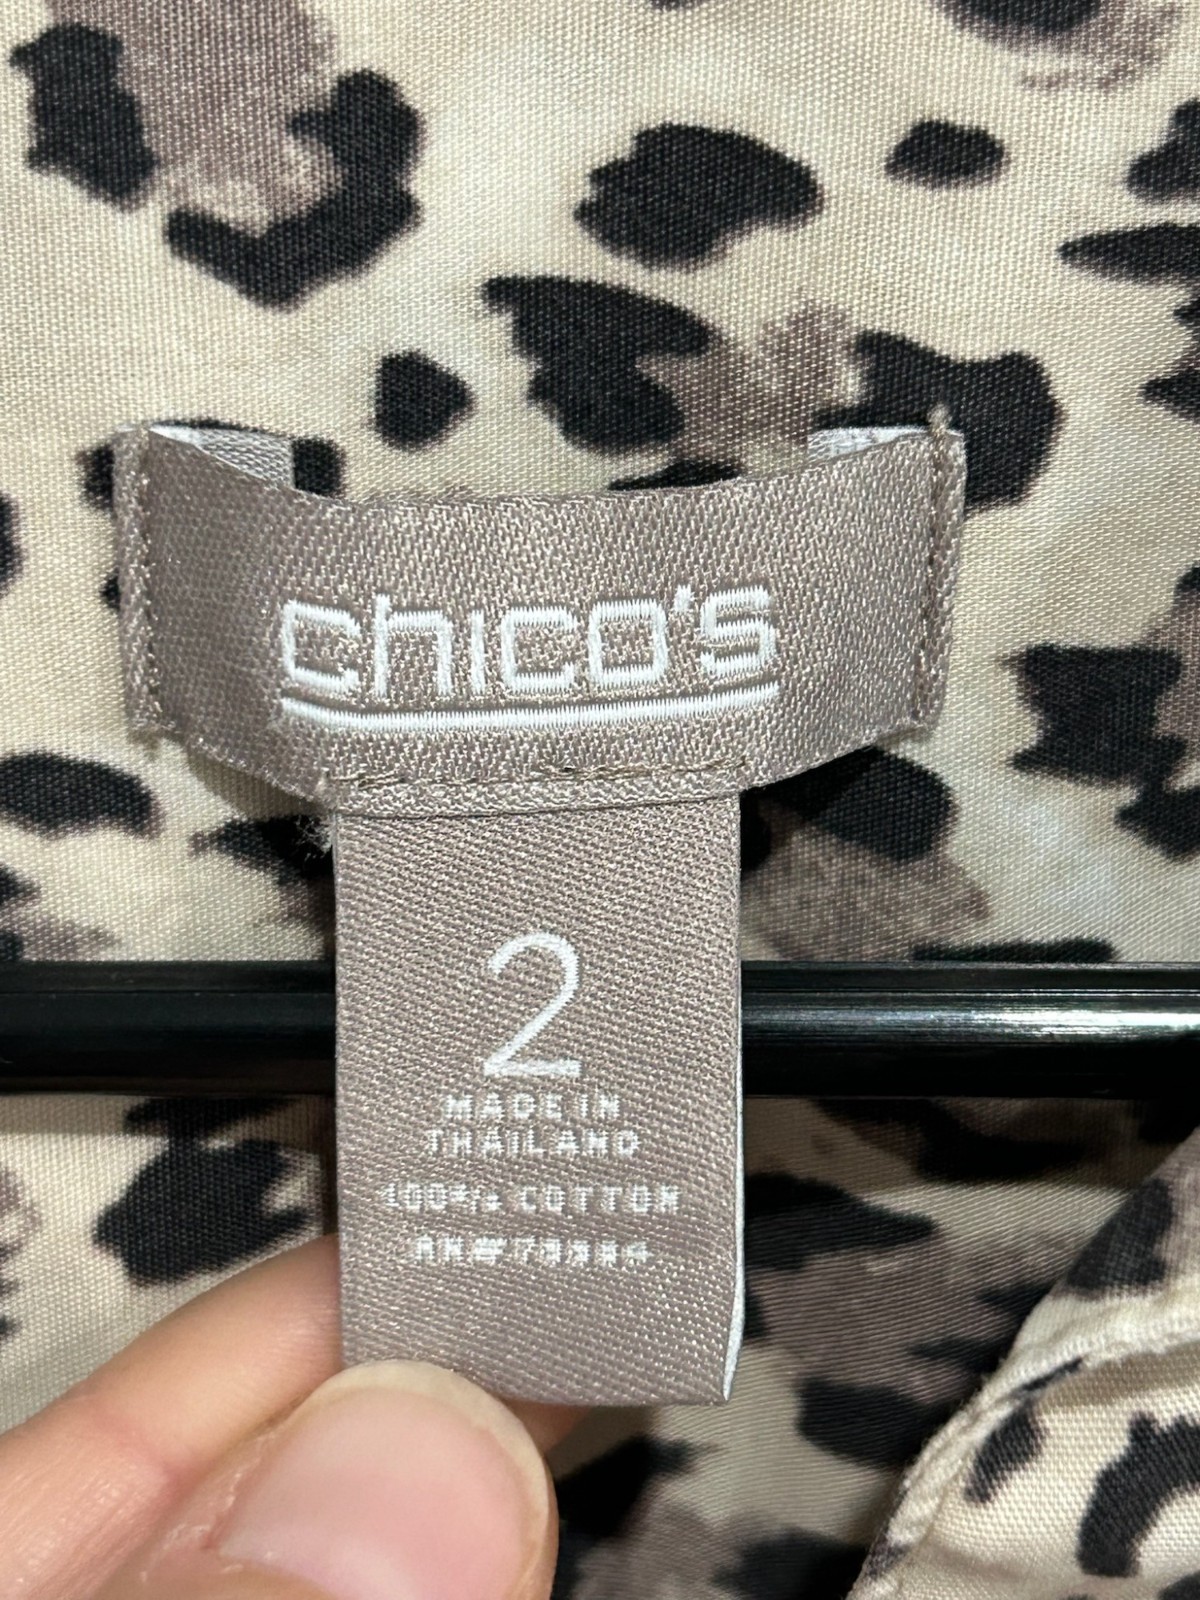 chico's
2
MADE IN
THAILAND
100% COTTON